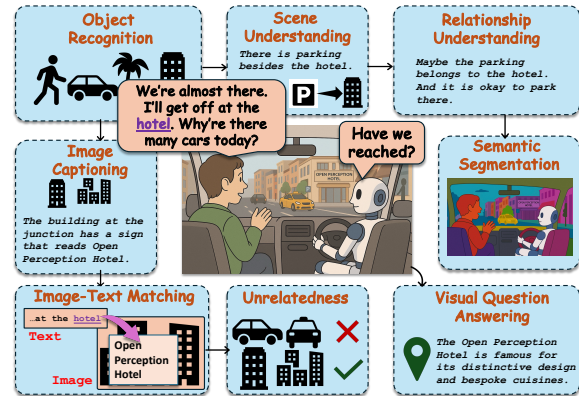 Object
Recognition
Scene
Understanding
There is parking
besides the hotel.
P
Relationship
Understanding
Maybe the parking
belongs to the hotel.
And it is okay to park
there.
We're almost there.
I'll get off at the
hotel. Why're there
many cars today?
Have we
reached?
OPEN PERCEPTION
HOTEL
Image
Captioning
The building at the
junction has a sign
that reads Open
Perception Hotel.
Semantic
Segmentation
Image-Text Matching
…at the hotel
Text
Open
Perception
Hotel
Image
Unrelatedness
Visual Question
Answering
The Open Perception
Hotel is famous for
its distinctive design
and bespoke cuisines.